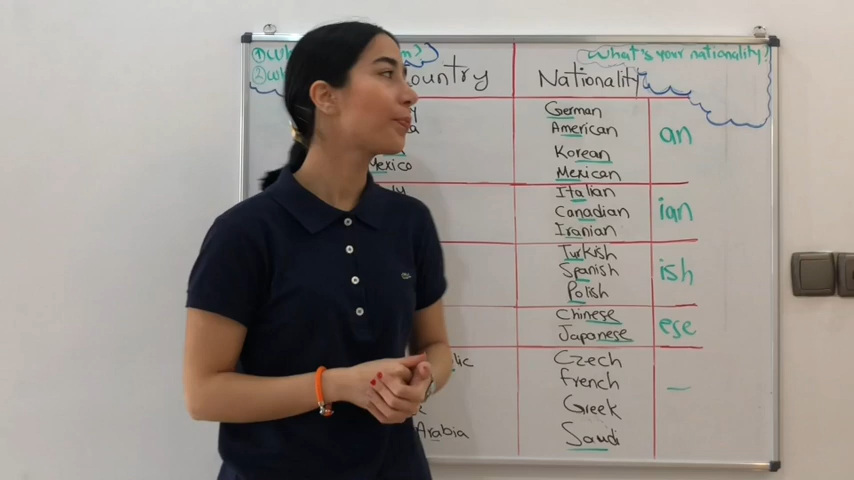 What's your nationality?
Country Nationality
German
American
Korean
Mexico Mexican
an
Italian
Canadian
Iranian
ian
Turkish
Spanish
Polish
ish
Chinese
Japanese
ese
Czech
french
Greek
Arabia Saudi